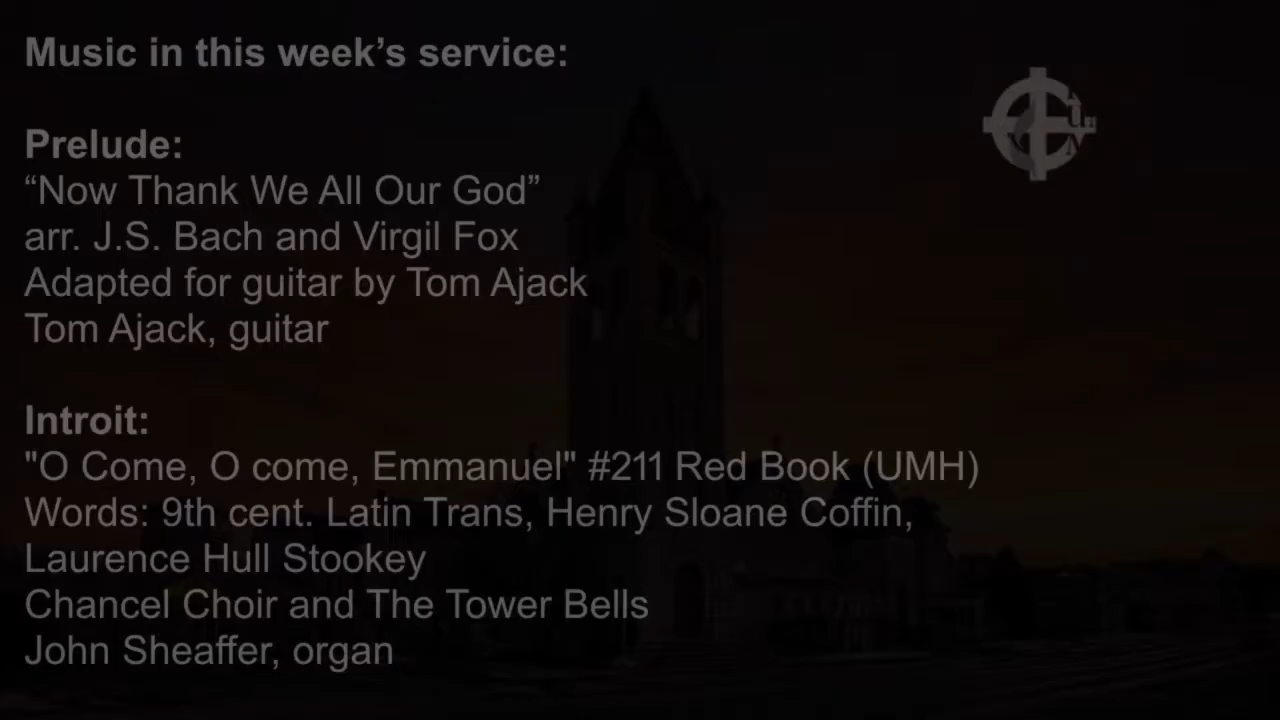 Music in this week’s service:
Prelude:
“Now Thank We All Our God”
arr. J.S. Bach and Virgil Fox
Adapted for guitar by Tom Ajack
Tom Ajack, guitar
Introit:
"O Come, O come, Emmanuel" #211 Red Book (UMH)
Words: 9th cent. Latin Trans, Henry Sloane Coffin,
Laurence Hull Stookey
Chancel Choir and The Tower Bells
John Sheaffer, organ